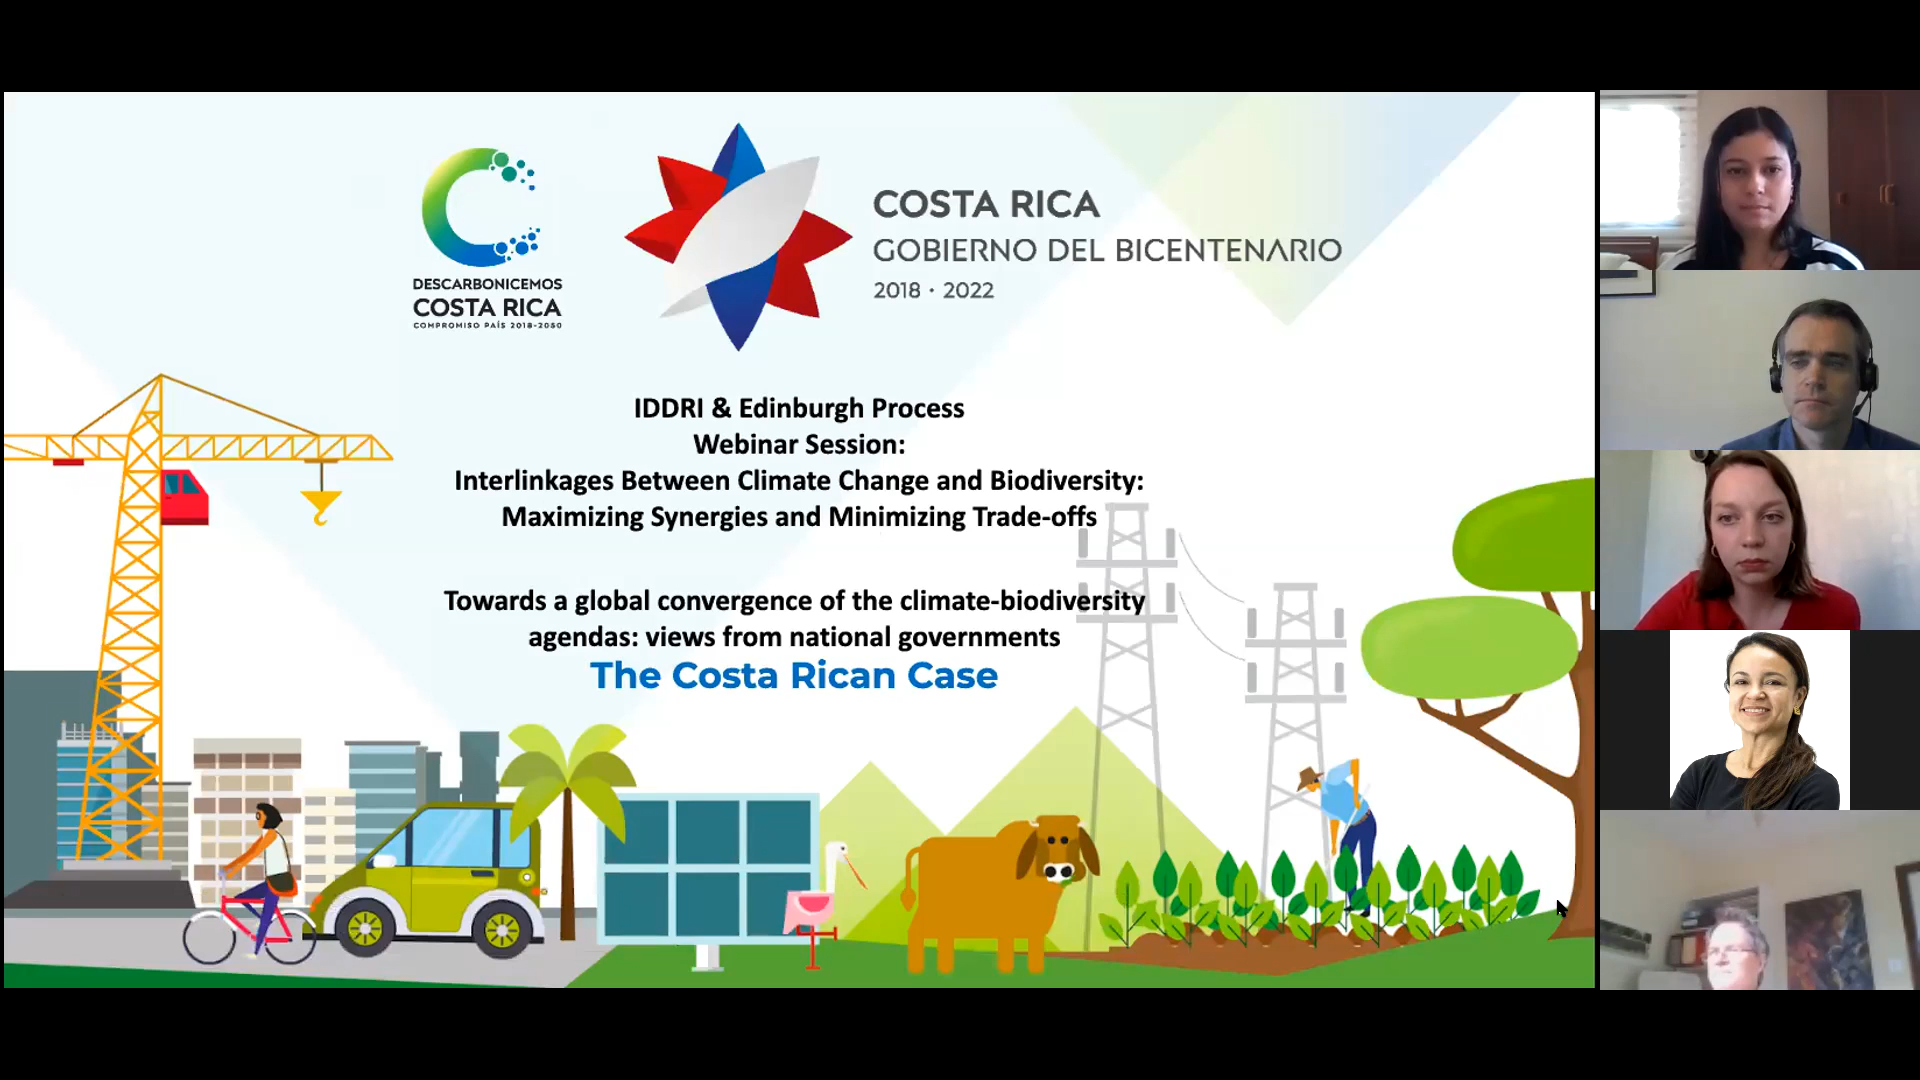 DESCARBONICEMOS
COSTA RICA
COMPROMISO PAÍS 2018-2050
COSTA RICA
GOBIERNO DEL BICENTENARIO
2018 · 2022
IDDRI & Edinburgh Process
Webinar Session:
Interlinkages Between Climate Change and Biodiversity:
Maximizing Synergies and Minimizing Trade-offs
Towards a global convergence of the climate-biodiversity
agendas: views from national governments
The Costa Rican Case